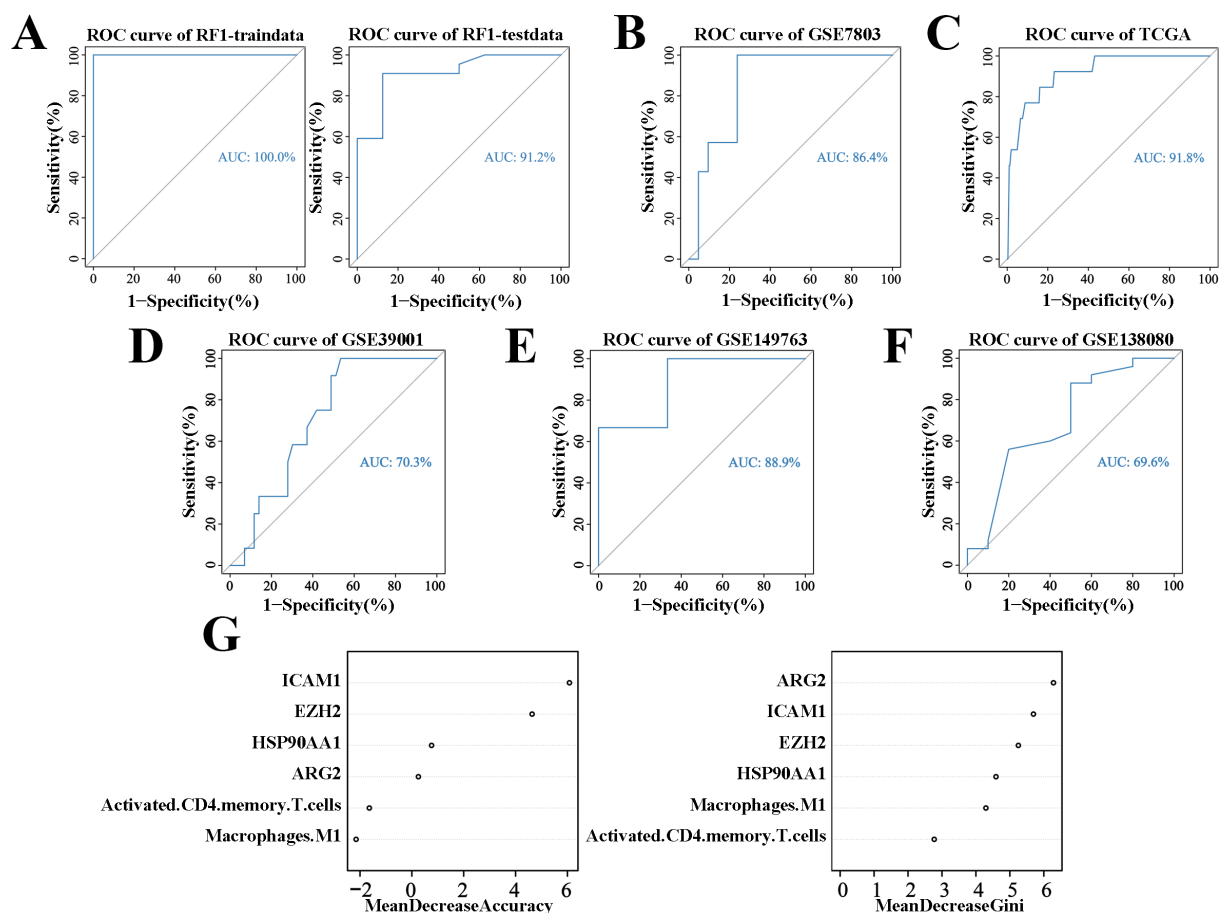 A
ROC curve of RF1-traindata
Sensitivity(%)
100
80
60
40
20
0
AUC: 100.0%
0 20 40 60 80 100
1−Specificity(%)
ROC curve of RF1-testdata
Sensitivity(%)
100
80
60
40
20
0
AUC: 91.2%
0 20 40 60 80 100
1−Specificity(%)
B
ROC curve of GSE7803
Sensitivity(%)
100
80
60
40
20
0
AUC: 86.4%
0 20 40 60 80 100
1−Specificity(%)
C
ROC curve of TCGA
Sensitivity(%)
100
80
60
40
20
0
AUC: 91.8%
0 20 40 60 80 100
1−Specificity(%)
D
ROC curve of GSE39001
Sensitivity(%)
100
80
60
40
20
0
AUC: 70.3%
0 20 40 60 80 100
1−Specificity(%)
E
ROC curve of GSE149763
Sensitivity(%)
100
80
60
40
20
0
AUC: 88.9%
0 20 40 60 80 100
1−Specificity(%)
F
ROC curve of GSE138080
Sensitivity(%)
100
80
60
40
20
0
AUC: 69.6%
0 20 40 60 80 100
1−Specificity(%)
G
ICAM1
EZH2
HSP90AA1
ARG2
Activated.CD4.memory.T.cells
Macrophages.M1
−2 0 2 4 6
MeanDecreaseAccuracy
ARG2
ICAM1
EZH2
HSP90AA1
Macrophages.M1
Activated.CD4.memory.T.cells
0 1 2 3 4 5 6
MeanDecreaseGini